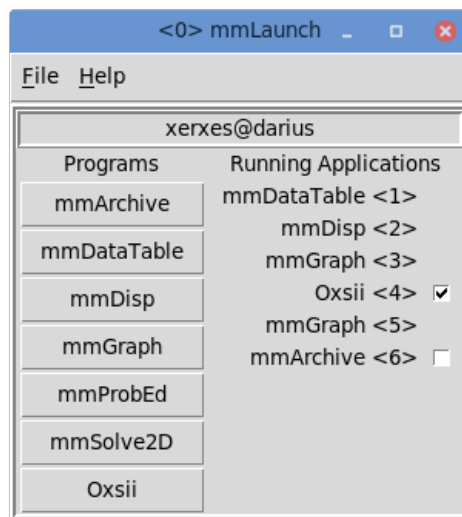 <0> mmLaunch
File Help
xerxes@darius
Programs
mmArchive
mmDataTable
mmDisp
mmGraph
mmProbEd
mmSolve2D
Oxsii
Running Applications
mmDataTable <1>
mmDisp <2>
mmGraph <3>
Oxsii <4>
mmGraph <5>
mmArchive <6>